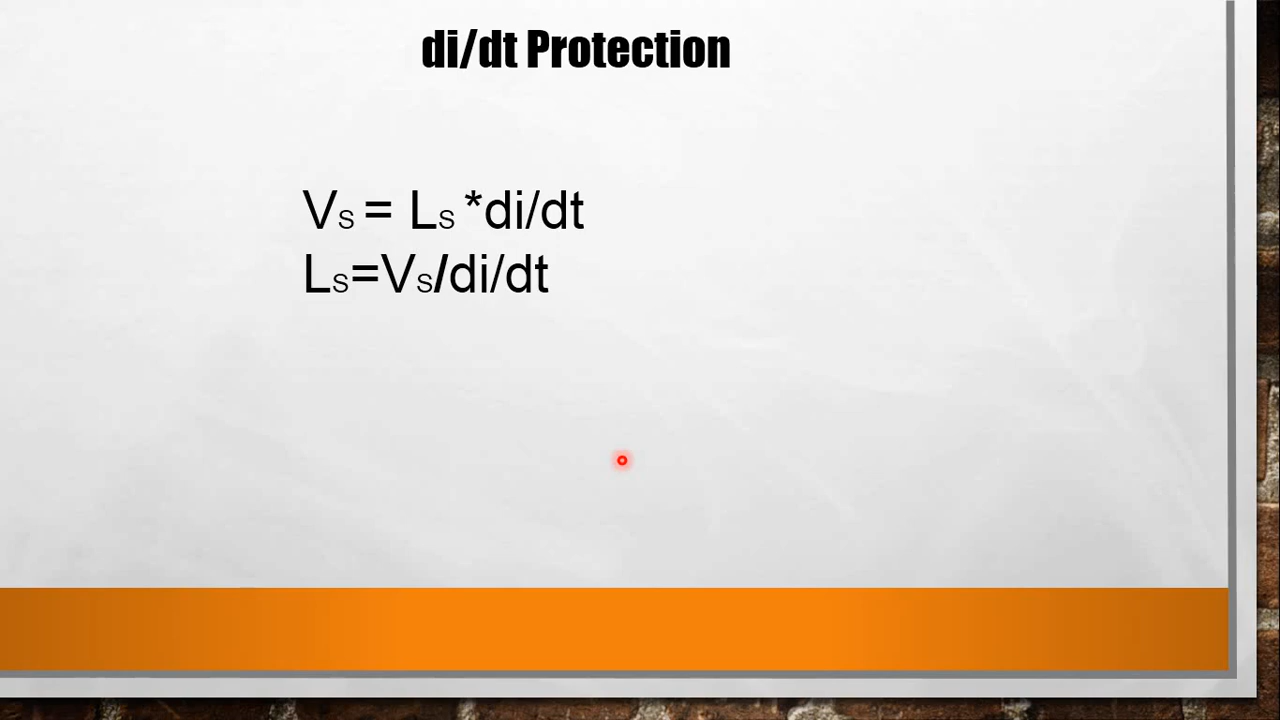 di/dt Protection
Vs = Ls *di/dt
Ls=Vs/di/dt